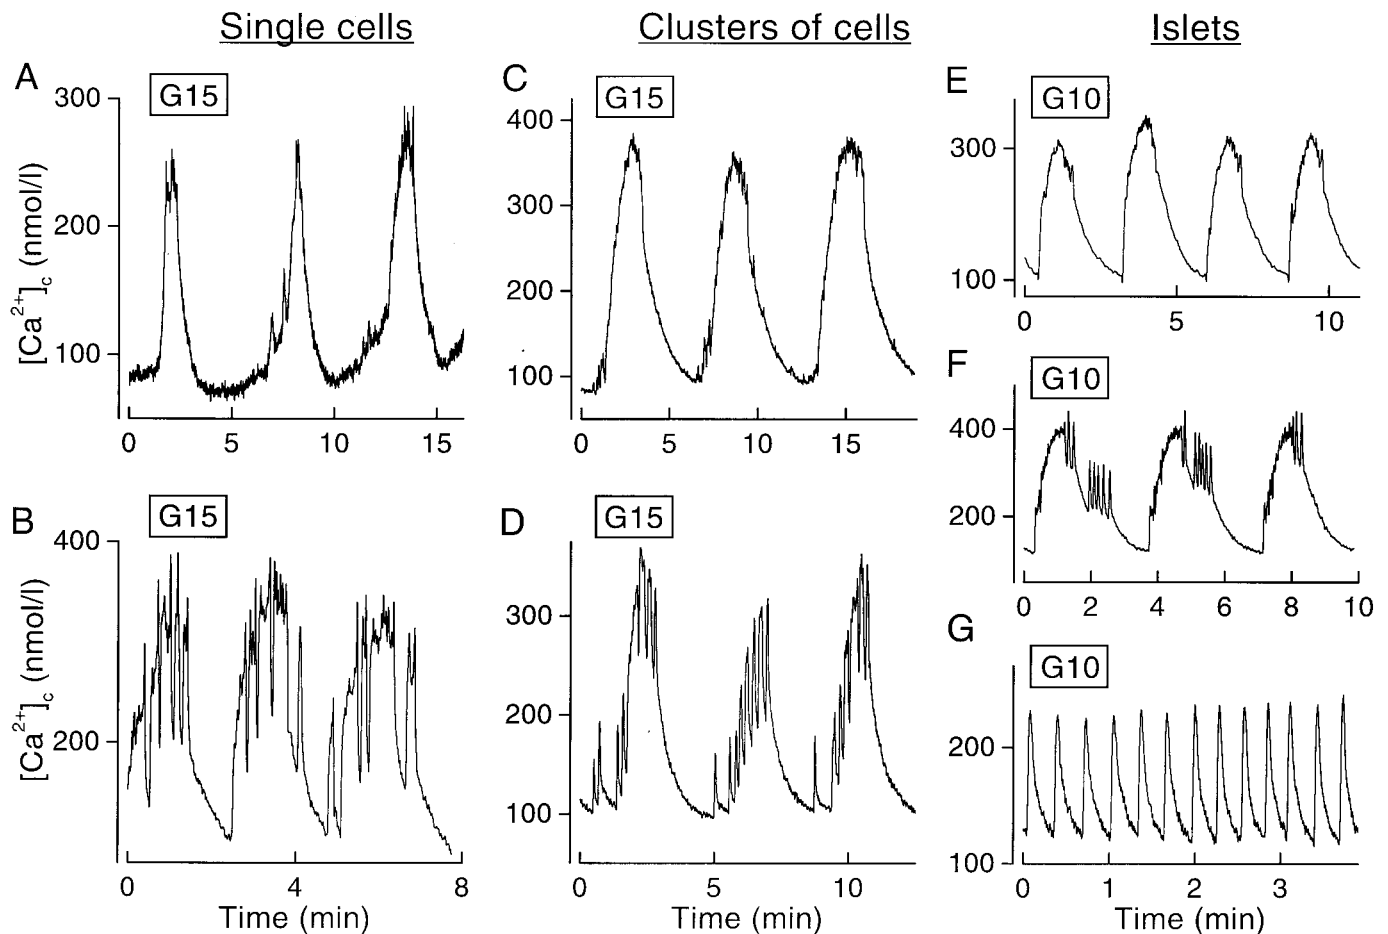 Single cells
Clusters of cells
Islets
A
G15
300
200
100
[Ca2+]c (nmol/l)
0 5 10 15
B
G15
400
200
[Ca2+]c (nmol/l)
0 4 8
Time (min)
C
G15
400
300
200
100
0 5 10 15
D
G15
300
200
100
0 5 10
Time (min)
E
G10
300
100
0 5 10
F
G10
400
200
0 2 4 6 8 10
G
G10
200
100
0 1 2 3
Time (min)